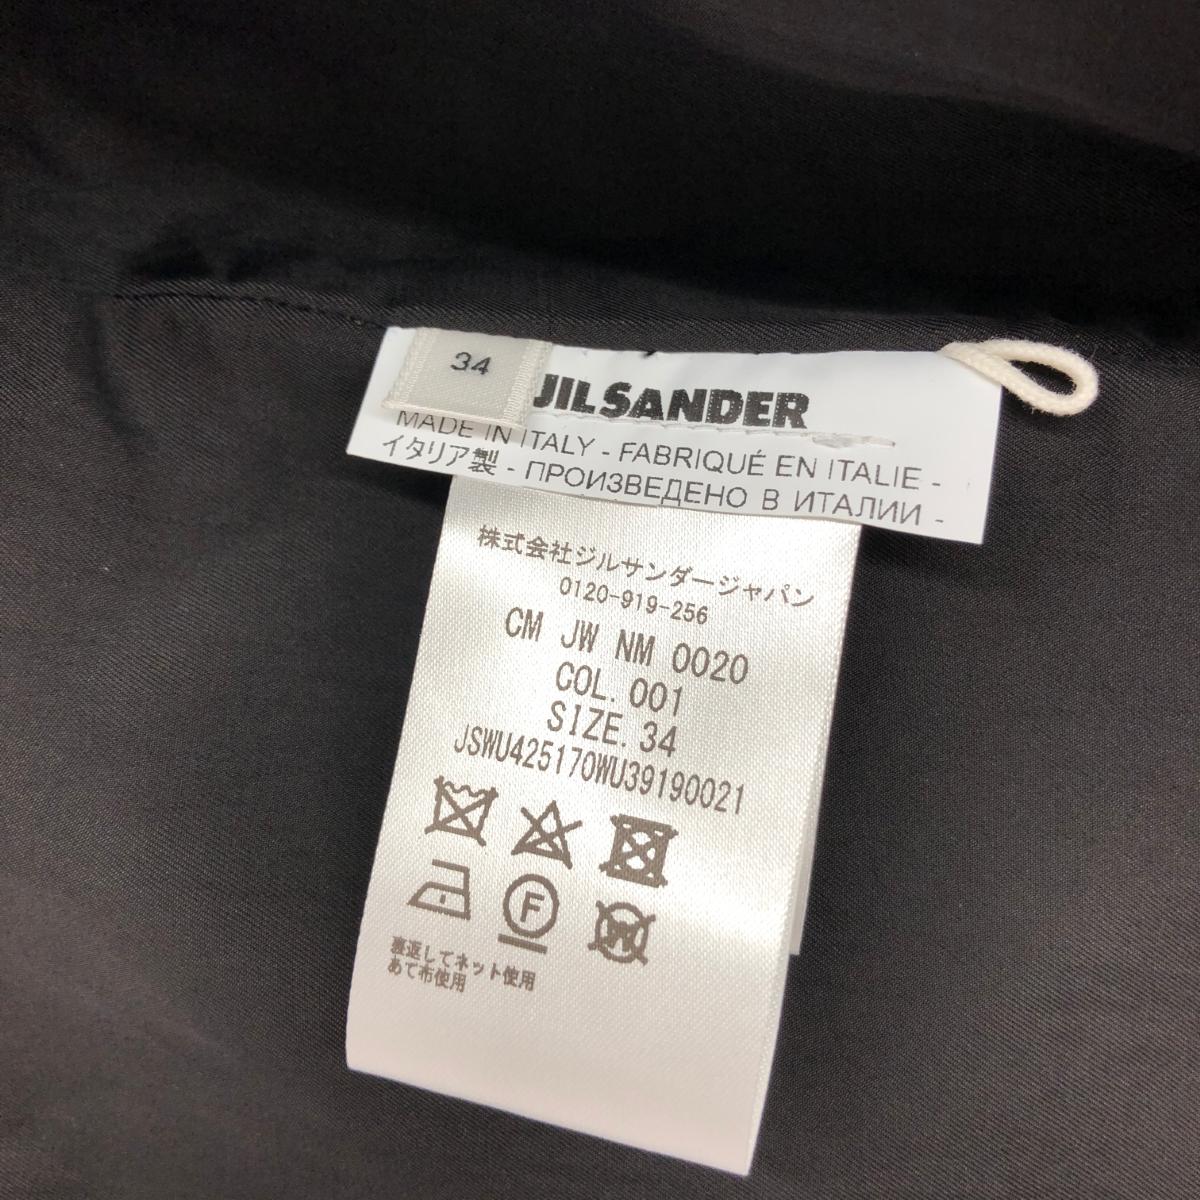 34
JIL SANDER
MADE IN ITALY - FABRIQUÉ EN ITALIE -
イタリア製 - ПРОИЗВЕДЕНО В ИТАЛИИ -
株式会社ジルサンダージャパン
0120-919-256
CM JW NM 0020
COL. 001
SIZE. 34
JSWU425170WU39190021
F
W
裏返してネット使用
あて布使用